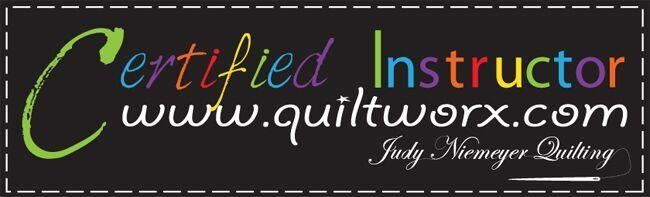 Certified Instructor
www.quiltworx.com
Judy Niemeyer Quilting